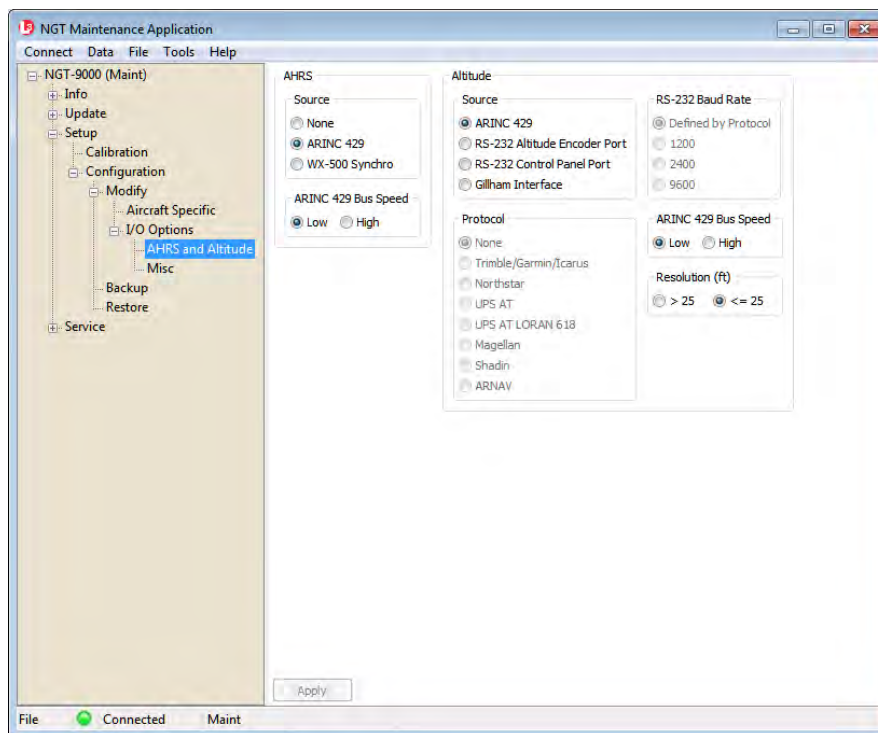 NGT Maintenance Application
Connect Data File Tools Help
NGT-9000 (Maint)
Info
Update
Setup
Calibration
Configuration
Modify
Aircraft Specific
I/O Options
AHRS and Altitude
Misc
Backup
Restore
Service
AHRS
Source
None
ARINC 429
WX-500 Synchro
ARINC 429 Bus Speed
Low High
Altitude
Source
ARINC 429
RS-232 Altitude Encoder Port
RS-232 Control Panel Port
Gillham Interface
Protocol
None
Trimble/Garmin/Icarus
Northstar
UPS AT
UPS AT LORAN 618
Magellan
Shadin
ARNAV
RS-232 Baud Rate
Defined by Protocol
1200
2400
9600
ARINC 429 Bus Speed
Low High
Resolution (ft)
> 25 <= 25
Apply
File Connected Maint